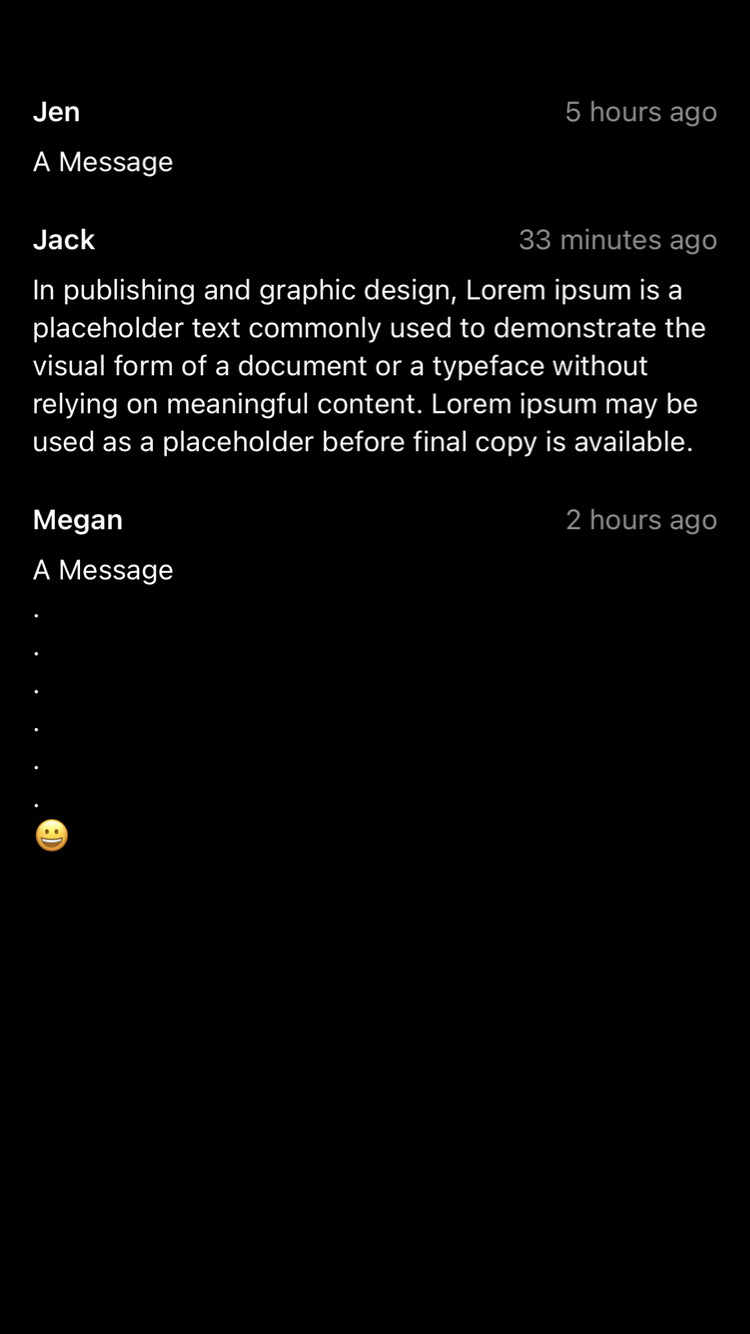 Jen 5 hours ago
A Message
Jack 33 minutes ago
In publishing and graphic design, Lorem ipsum is a
placeholder text commonly used to demonstrate the
visual form of a document or a typeface without
relying on meaningful content. Lorem ipsum may be
used as a placeholder before final copy is available.
Megan 2 hours ago
A Message
.
.
.
.
.
.
😀